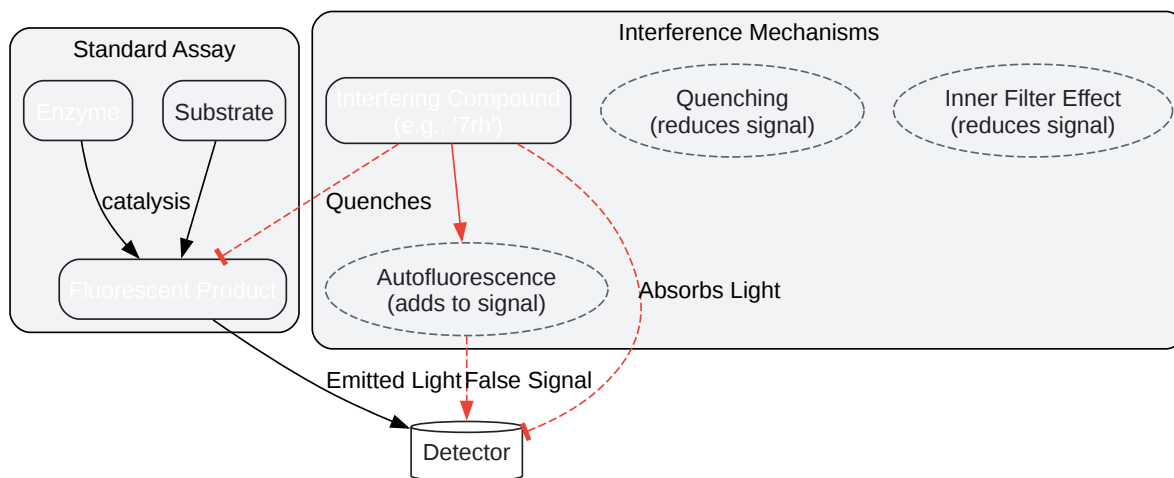 Standard Assay
Interference Mechanisms
Enzyme
Substrate
Interfering Compound
(e.g., '7rh')
Quenching
(reduces signal)
Inner Filter Effect
(reduces signal)
catalysis
Quenches
Fluorescent Product
Autofluorescence
(adds to signal)
Absorbs Light
Emitted Light
False Signal
Detector